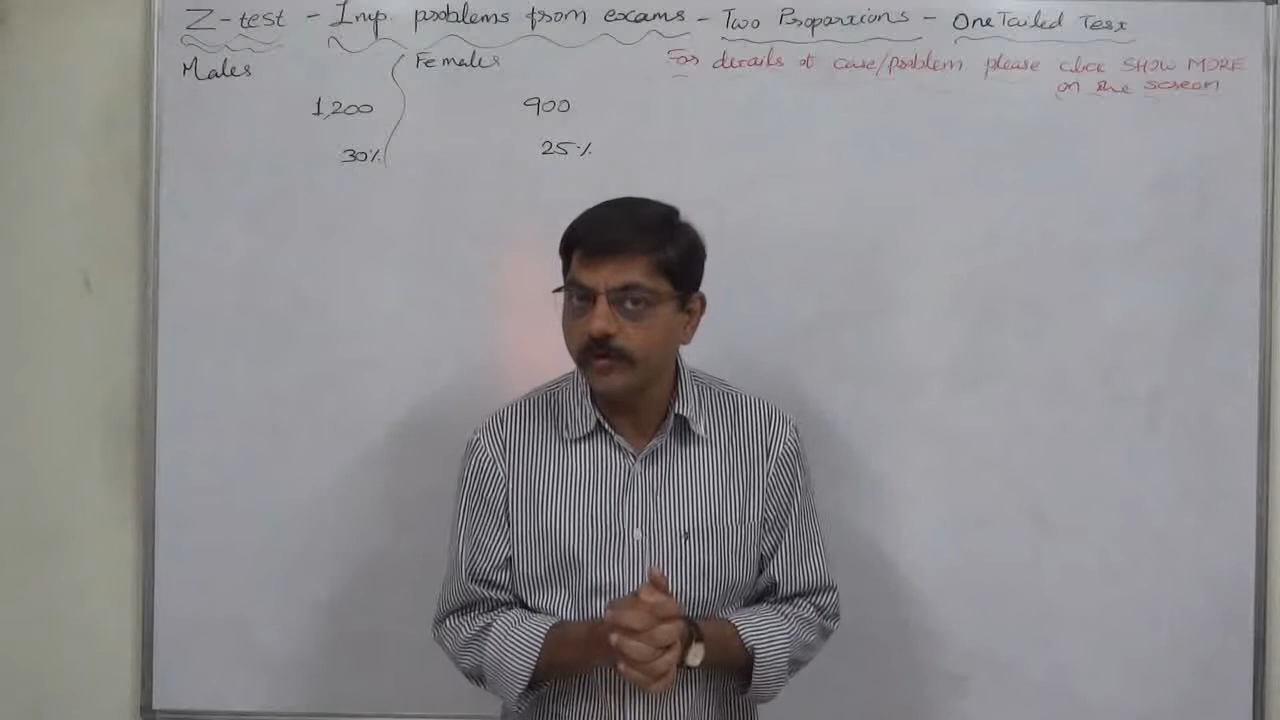 Z-test - Imp. problems from exams - Two Proportions - One Tailed Test
Males Females For details of case/problem please click SHOW MORE
on the screen
1,200 900
30% 25%